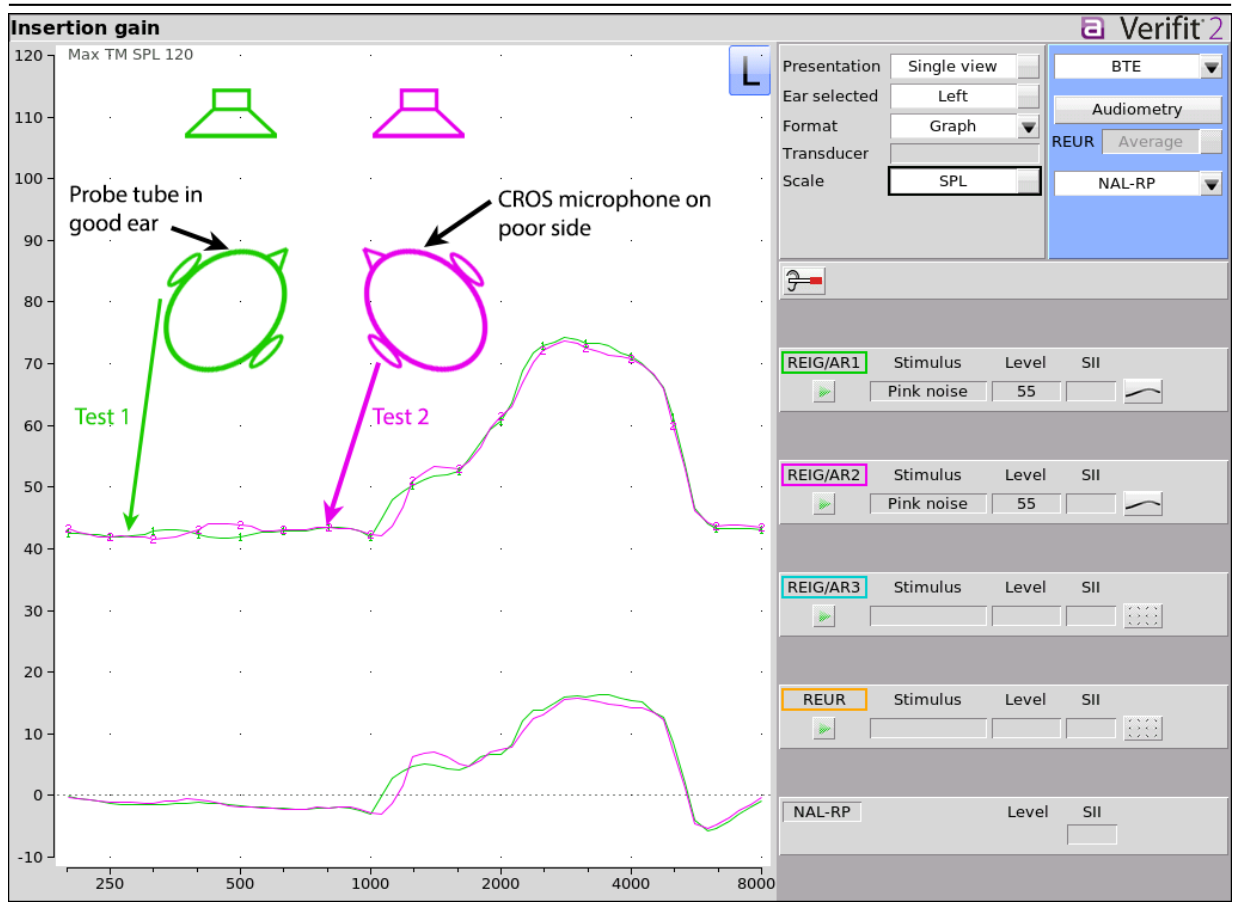 Insertion gain
a Verifit 2
Max TM SPL 120
L
120
110
100
90
80
70
60
50
40
30
20
10
0
-10
250
500
1000
2000
4000
8000
Probe tube in
good ear
CROS microphone on
poor side
Test 1
Test 2
Presentation Single view
Ear selected Left
Format Graph
Transducer
Scale SPL
BTE
Audiometry
REUR Average
NAL-RP
REIG/AR1 Stimulus Level SII
Pink noise 55
REIG/AR2 Stimulus Level SII
Pink noise 55
REIG/AR3 Stimulus Level SII
REUR Stimulus Level SII
NAL-RP Level SII